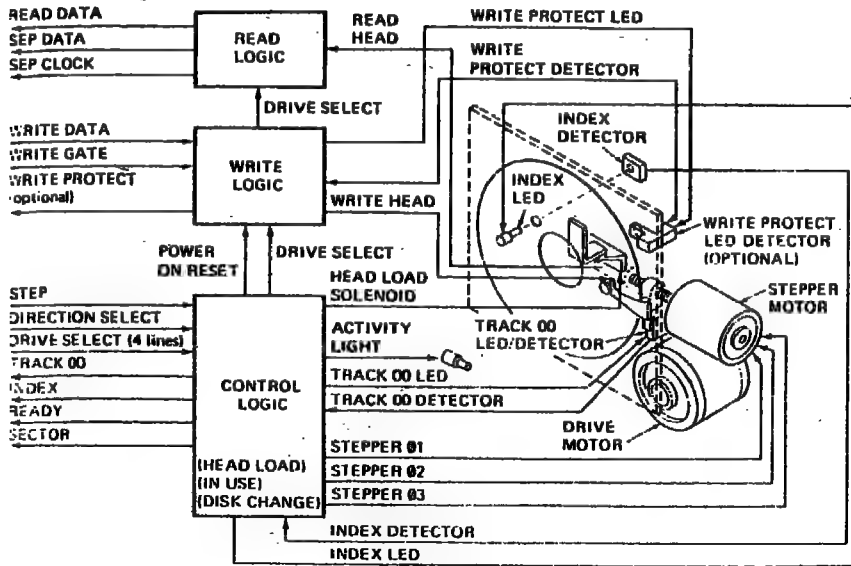 READ DATA
SEP DATA
SEP CLOCK
READ
LOGIC
READ
HEAD
WRITE PROTECT LED
WRITE
PROTECT DETECTOR
DRIVE SELECT
WRITE DATA
WRITE GATE
WRITE PROTECT
(optional)
WRITE
LOGIC
WRITE HEAD
INDEX
DETECTOR
INDEX
LED
WRITE PROTECT
LED DETECTOR
(OPTIONAL)
POWER
ON RESET
DRIVE SELECT
HEAD LOAD
SOLENOID
STEPPER
MOTOR
STEP
DIRECTION SELECT
DRIVE SELECT (4 lines)
TRACK 00
INDEX
READY
SECTOR
CONTROL
LOGIC
(HEAD LOAD)
(IN USE)
(DISK CHANGE)
ACTIVITY
LIGHT
TRACK 00
LED/DETECTOR
TRACK 00 LED
TRACK 00 DETECTOR
DRIVE
MOTOR
STEPPER Ø1
STEPPER Ø2
STEPPER Ø3
INDEX DETECTOR
INDEX LED